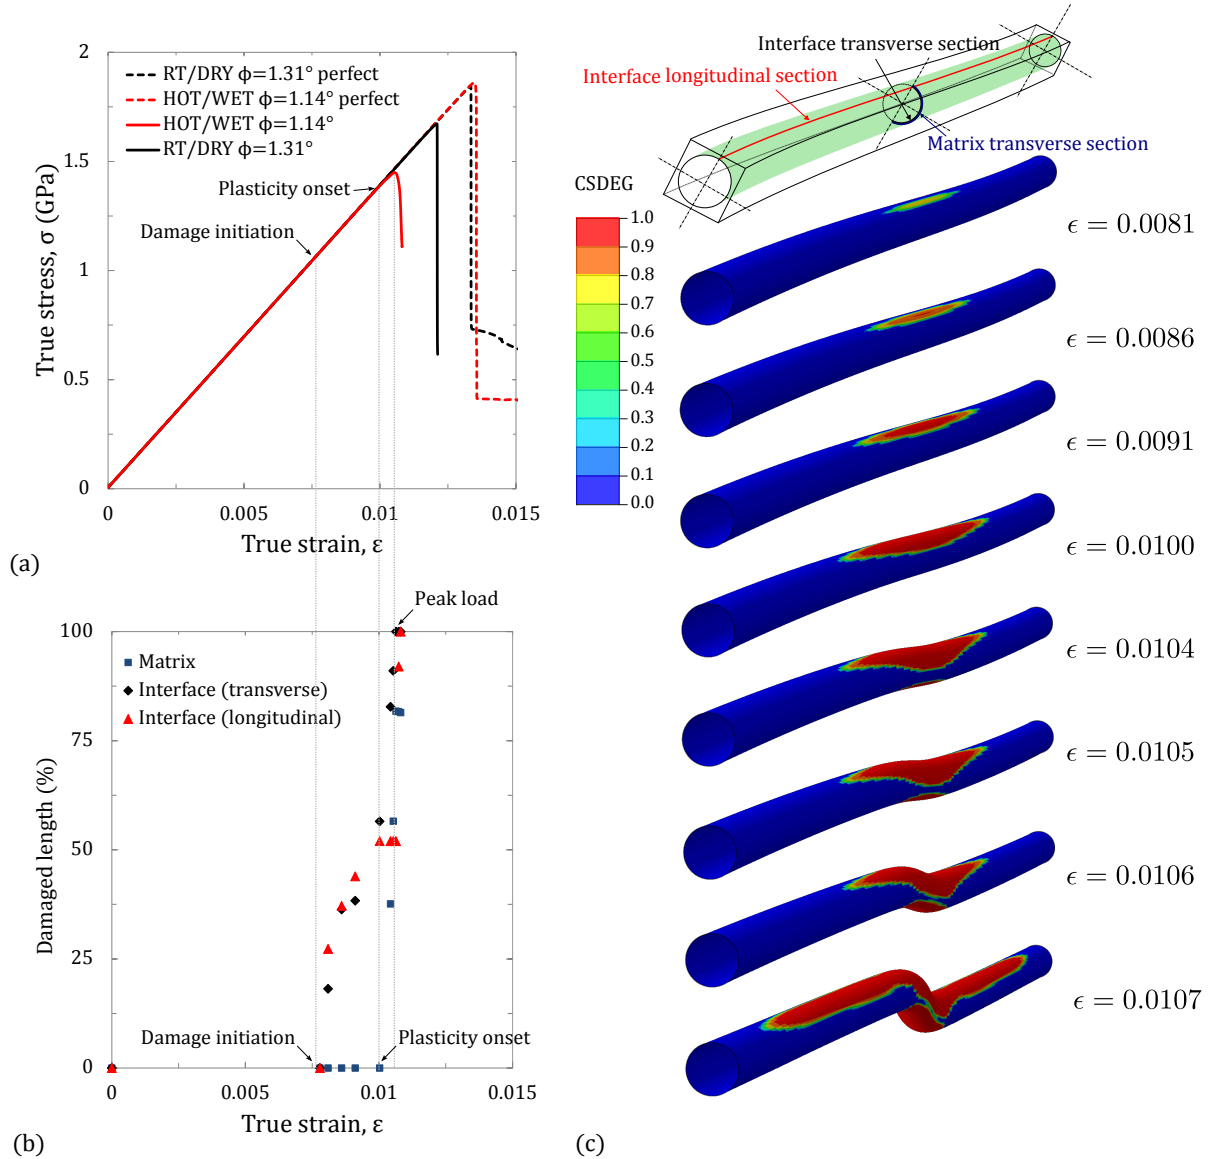 2
1.5
1
0.5
0
0
0.005
0.01
0.015
True stress, σ (GPa)
True strain, ε
RT/DRY ϕ=1.31° perfect
HOT/WET ϕ=1.14° perfect
HOT/WET ϕ=1.14°
RT/DRY ϕ=1.31°
Plasticity onset
Damage initiation
(a)
Peak load
100
75
50
25
0
Damaged length (%)
Matrix
Interface (transverse)
Interface (longitudinal)
Damage initiation
Plasticity onset
0
0.005
0.01
0.015
True strain, ε
(b)
Interface transverse section
Interface longitudinal section
Matrix transverse section
CSDEG
1.0
0.9
0.8
0.7
0.6
0.5
0.4
0.3
0.2
0.1
0.0
ϵ = 0.0081
ϵ = 0.0086
ϵ = 0.0091
ϵ = 0.0100
ϵ = 0.0104
ϵ = 0.0105
ϵ = 0.0106
ϵ = 0.0107
(c)